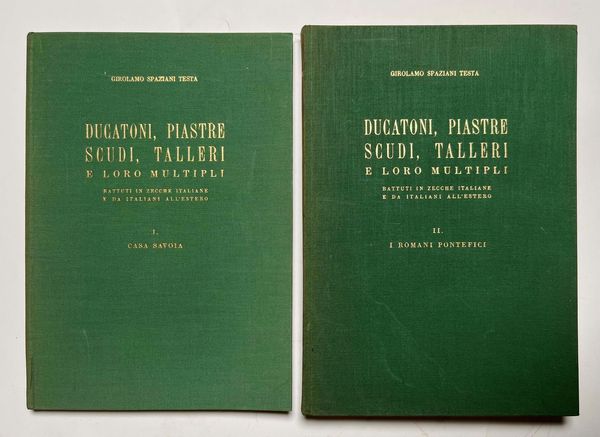 GIROLAMO SPAZIANI TESTA
DUCATONI, PIASTRE
SCUDI, TALLERI
E LORO MULTIPLI
BATTUTI IN ZECCHE ITALIANE
E DA ITALIANI ALL'ESTERO
I.
CASA SAVOIA
GIROLAMO SPAZIANI TESTA
DUCATONI, PIASTRE
SCUDI, TALLERI
E LORO MULTIPLI
BATTUTI IN ZECCHE ITALIANE
E DA ITALIANI ALL'ESTERO
II.
I ROMANI PONTEFICI